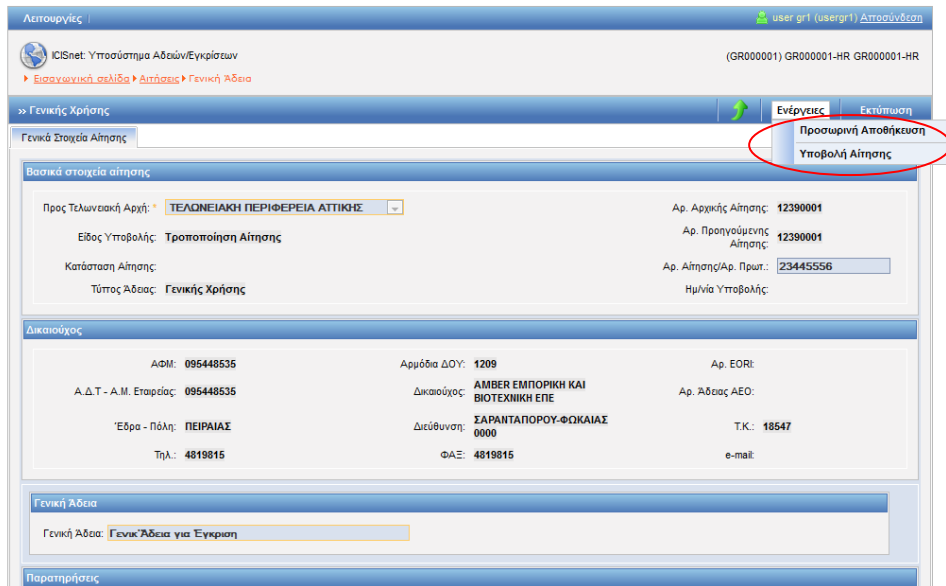 Λειτουργίες
user gr1 (usergr1) Αποσύνδεση
ICISnet: Υποσύστημα Αδειών/Εγκρίσεων
(GR000001) GR000001-HR GR000001-HR
Εισαγωγική σελίδα Αιτήσεις Γενική Άδεια
» Γενικής Χρήσης
Ενέργειες
Εκτύπωση
Προσωρινή Αποθήκευση
Υποβολή Αίτησης
Γενικά Στοιχεία Αίτησης
Βασικά στοιχεία αίτησης
Προς Τελωνειακή Αρχή: * ΤΕΛΩΝΕΙΑΚΗ ΠΕΡΙΦΕΡΕΙΑ ΑΤΤΙΚΗΣ
Αρ. Αρχικής Αίτησης: 12390001
Είδος Υποβολής: Τροποποίηση Αίτησης
Αρ. Προηγούμενης
Αίτησης: 12390001
Κατάσταση Αίτησης:
Αρ. Αίτησης/Αρ. Πρωτ.: 23445556
Τύπος Άδειας: Γενικής Χρήσης
Ημ/νία Υποβολής:
Δικαιούχος
ΑΦΜ: 095448535
Αρμόδια ΔΟΥ: 1209
Αρ. EORI:
Α.Δ.Τ - Α.Μ. Εταιρείας: 095448535
Δικαιούχος: AMBER ΕΜΠΟΡΙΚΗ ΚΑΙ
ΒΙΟΤΕΧΝΙΚΗ ΕΠΕ
Αρ. Άδειας ΑΕΟ:
Έδρα - Πόλη: ΠΕΙΡΑΙΑΣ
Διεύθυνση: ΣΑΡΑΝΤΑΠΟΡΟΥ-ΦΩΚΑΙΑΣ
0000
Τ.Κ.: 18547
Τηλ.: 4819815
ΦΑΞ: 4819815
e-mail:
Γενική Άδεια
Γενική Άδεια: Γενικ Άδεια για Έγκριση
Παρατηρήσεις